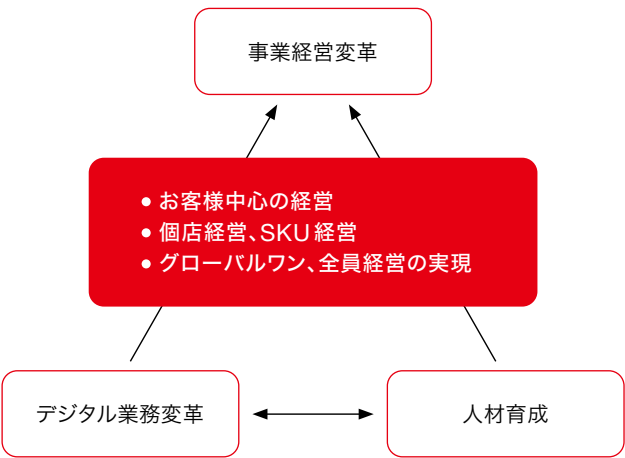 事業経営変革
● お客様中心の経営
● 個店経営、SKU経営
● グローバルワン、全員経営の実現
デジタル業務変革
人材育成